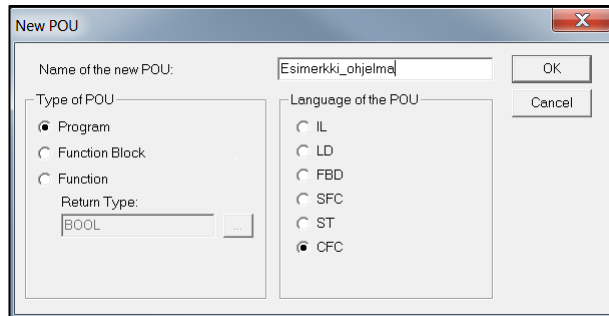 New POU
Name of the new POU: Esimerkki_ohjelma OK
Type of POU Language of the POU Cancel
Program IL
Function Block LD
Function FBD
Return Type: SFC
BOOL ... ST
CFC